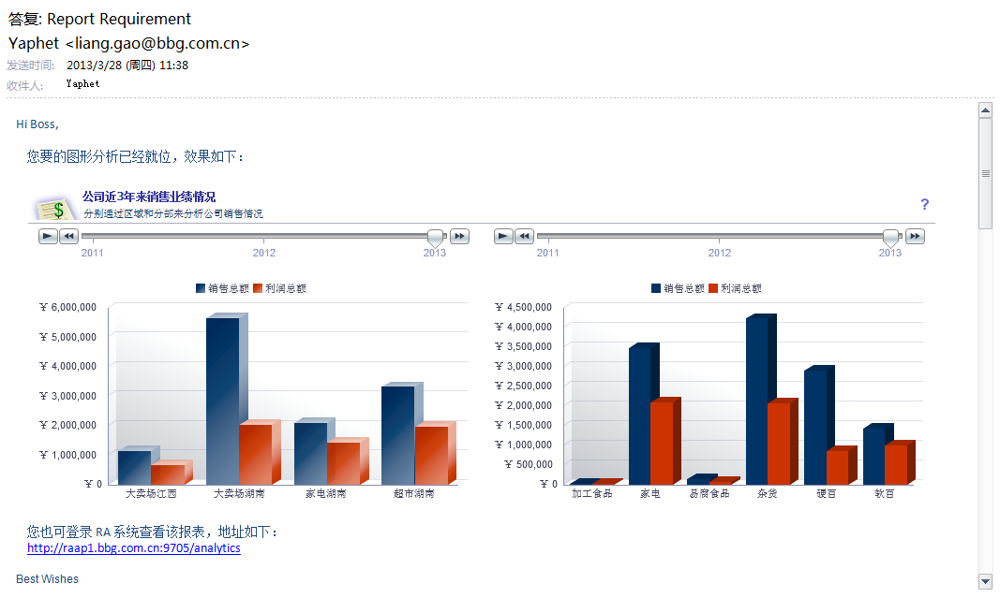 答复: Report Requirement
Yaphet <liang.gao@bbg.com.cn>
发送时间: 2013/3/28 (周四) 11:38
收件人: Yaphet
Hi Boss,
您要的图形分析已经就位，效果如下：
公司近3年来销售业绩情况
分别通过区域和分部来分析公司销售情况
?
2011 2012 2013
销售总额 利润总额
￥6,000,000
￥5,000,000
￥4,000,000
￥3,000,000
￥2,000,000
￥1,000,000
￥0
大卖场江西 大卖场湖南 家电湖南 超市湖南
2011 2012 2013
销售总额 利润总额
￥4,500,000
￥4,000,000
￥3,500,000
￥3,000,000
￥2,500,000
￥2,000,000
￥1,500,000
￥1,000,000
￥500,000
￥0
加工食品 家电 易腐食品 杂货 硬百 软百
您也可登录 RA 系统查看该报表，地址如下：
http://raap1.bbg.com.cn:9705/analytics
Best Wishes